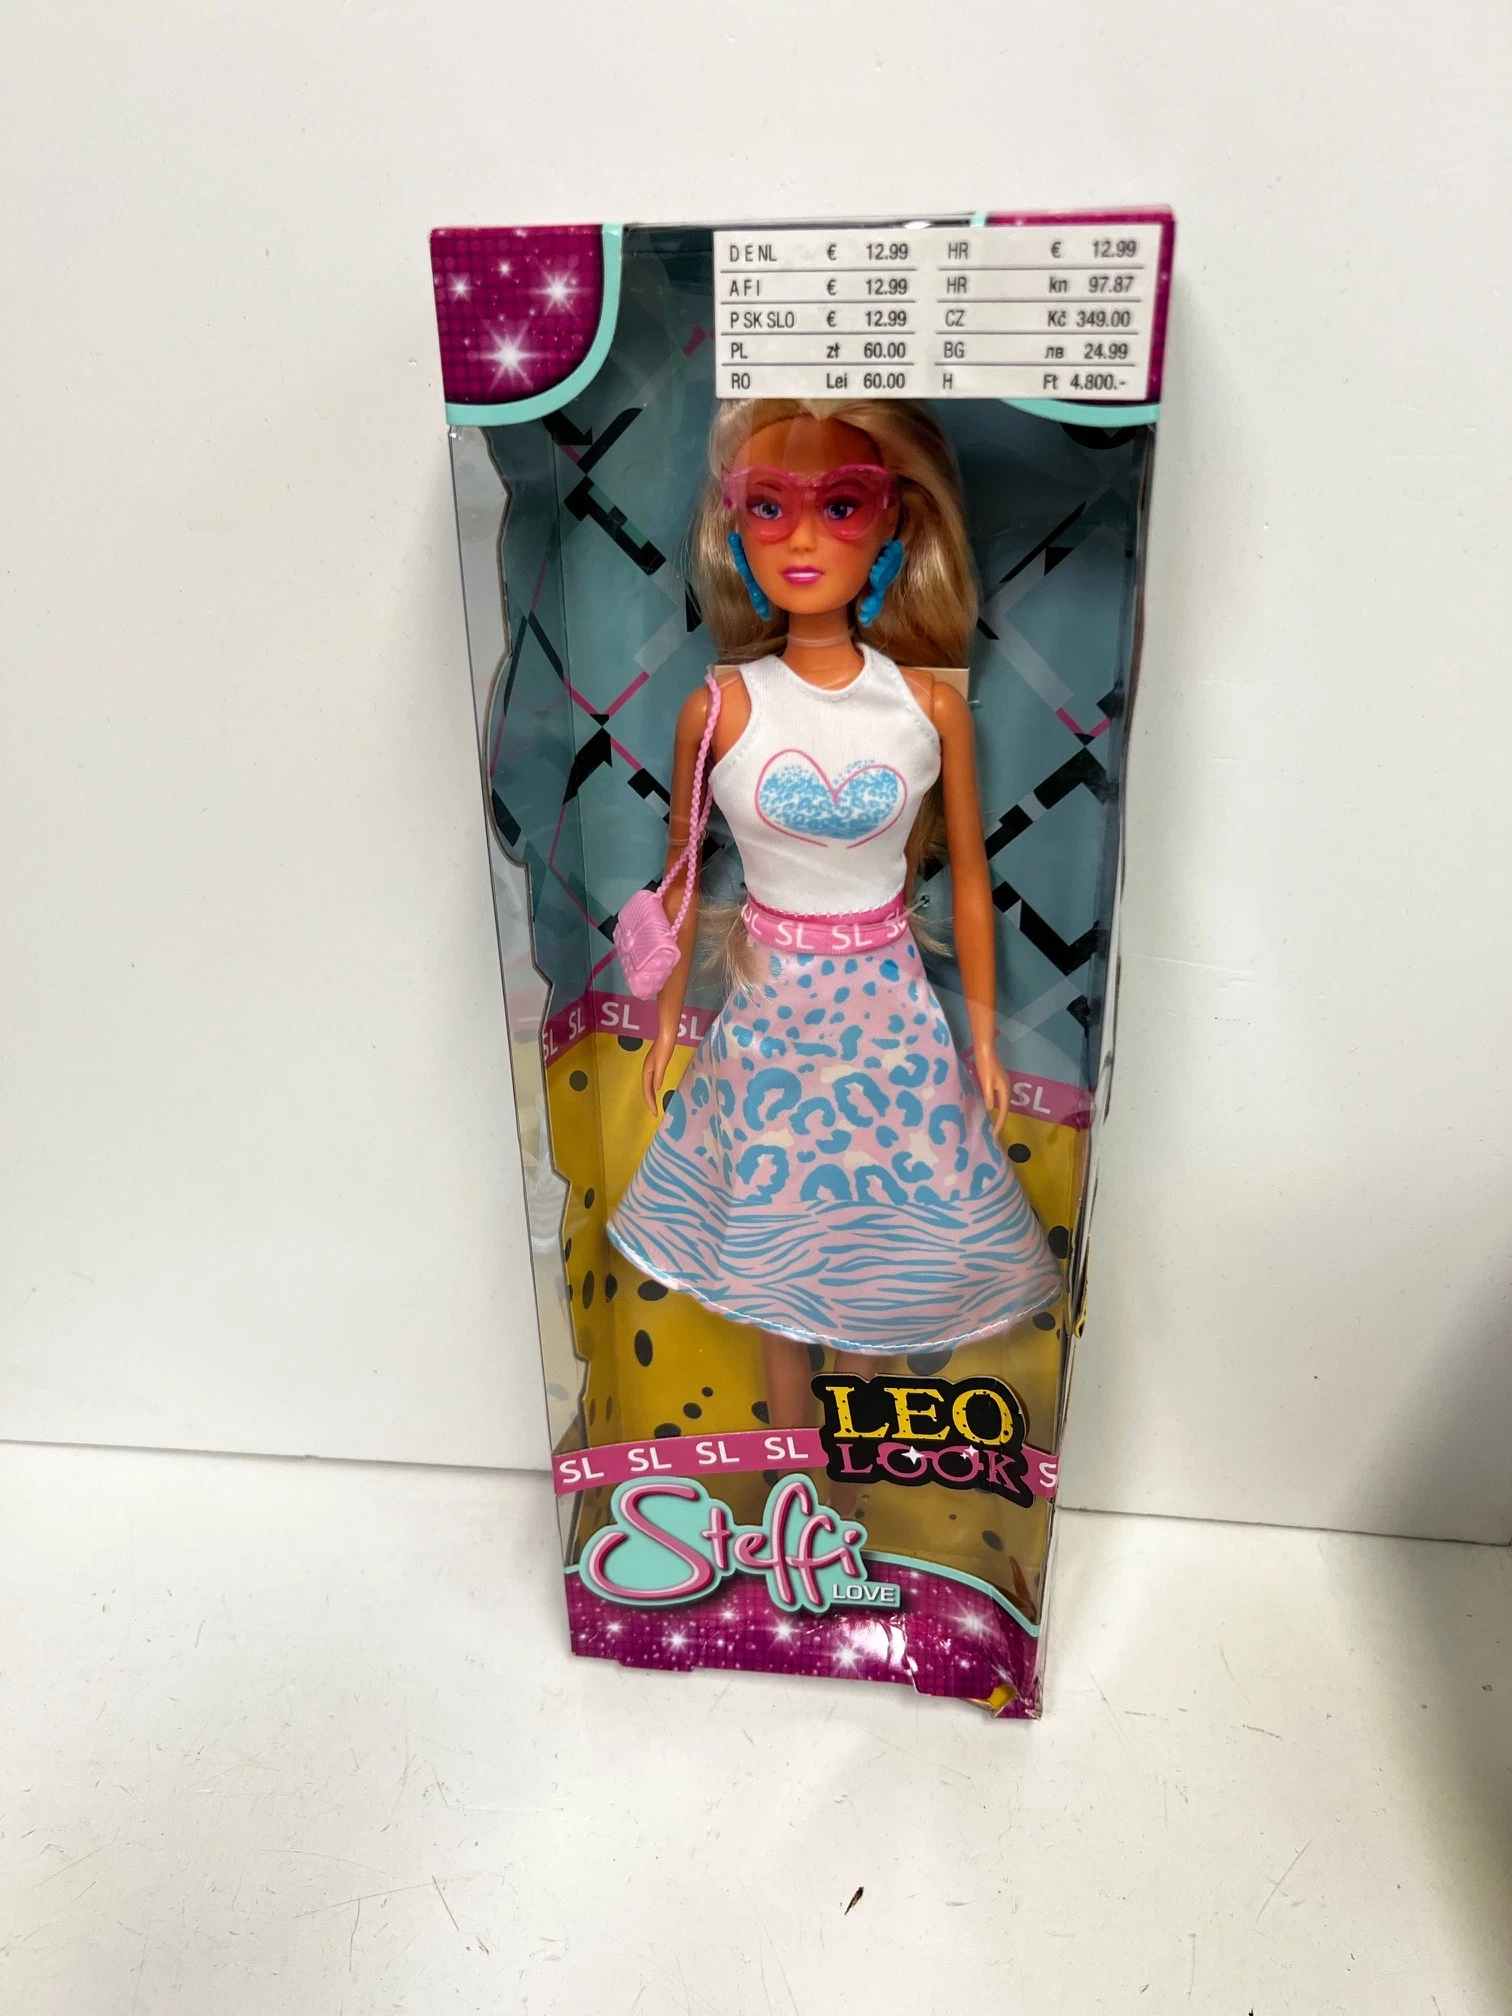 DENL € 12.99 HR € 12.99
AFI € 12.99 HR kn 97.87
P SK SLO € 12.99 CZ Kč 349.00
PL zł 60.00 BG лв 24.99
RO Lei 60.00 H Ft 4.800.-
SL SL SL SL
SL SL SL SL
SL
LEO
LOOK
SL SL SL SL S
Steffi
LOVE